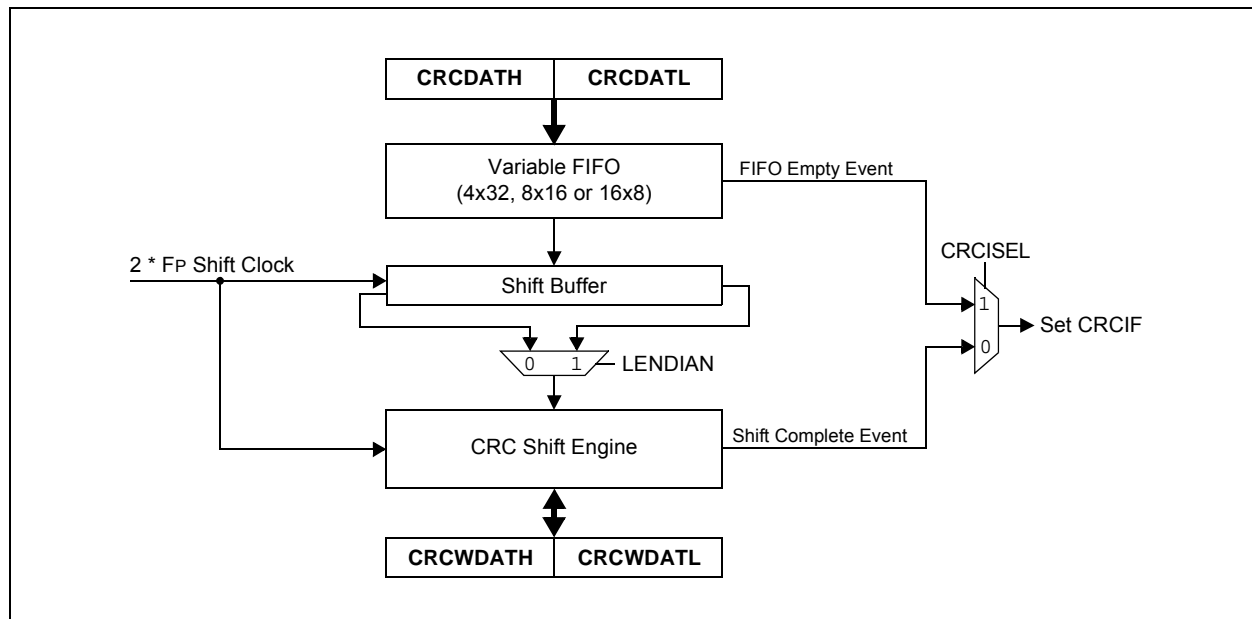 CRCDATH CRCDATL
Variable FIFO
(4x32, 8x16 or 16x8)
FIFO Empty Event
2 * FP Shift Clock
CRCISEL
Shift Buffer
1
Set CRCIF
0
0 1
LENDIAN
CRC Shift Engine
Shift Complete Event
CRCWDATH CRCWDATL